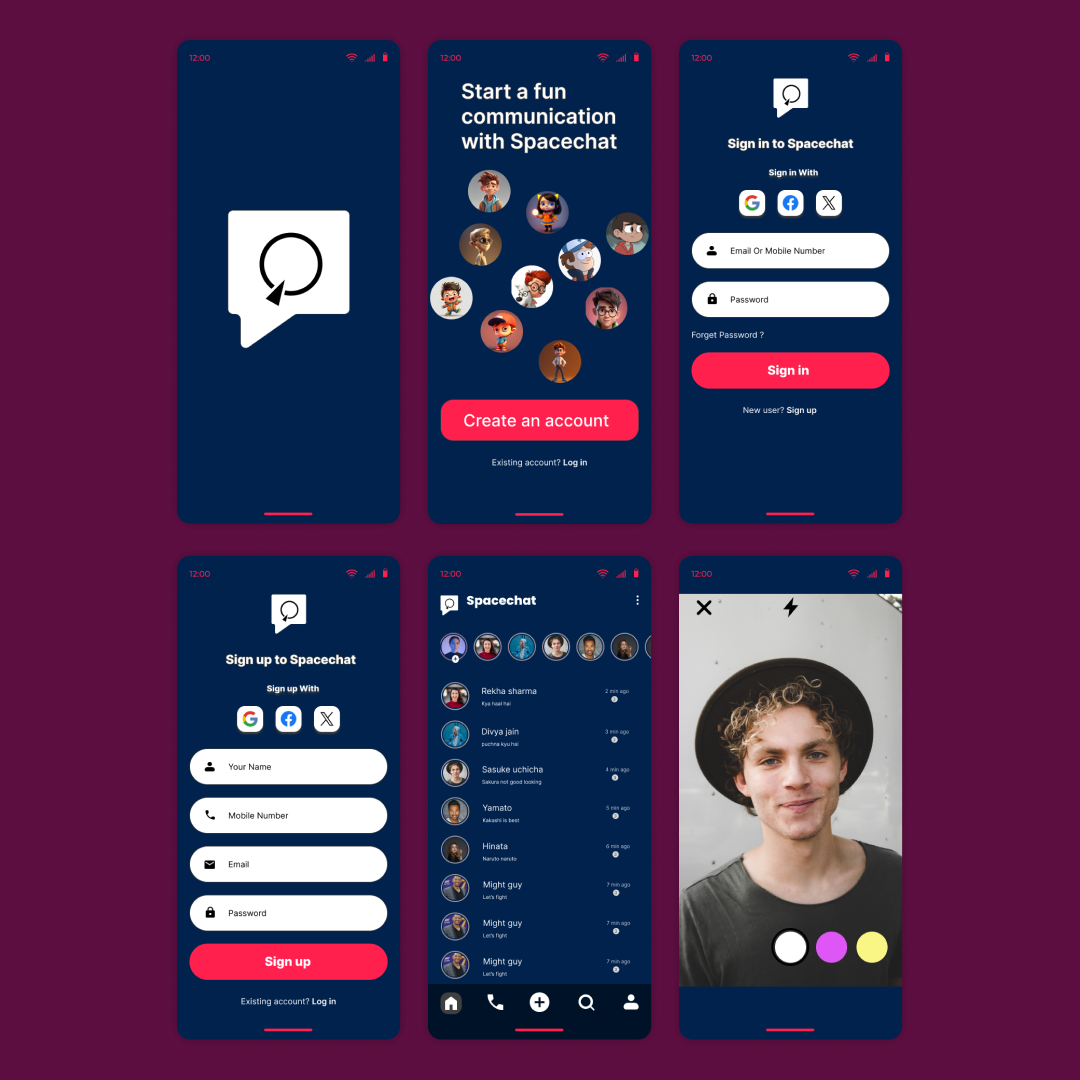 12:00
12:00
Start a fun
communication
with Spacechat
Create an account
Existing account? Log in
12:00
Sign in to Spacechat
Sign in With
Email Or Mobile Number
Password
Forget Password ?
Sign in
New user? Sign up
12:00
Sign up to Spacechat
Sign up With
Your Name
Mobile Number
Email
Password
Sign up
Existing account? Log in
12:00
Spacechat
Rekha sharma
2 min ago
Kya haal hai
Divya jain
3 min ago
puchna kyu hai
Sasuke uchicha
4 min ago
Sakura not good looking
Yamato
5 min ago
Kakashi is best
Hinata
6 min ago
Naruto naruto
Might guy
7 min ago
Let's fight
Might guy
7 min ago
Let's fight
Might guy
7 min ago
Let's fight
12:00